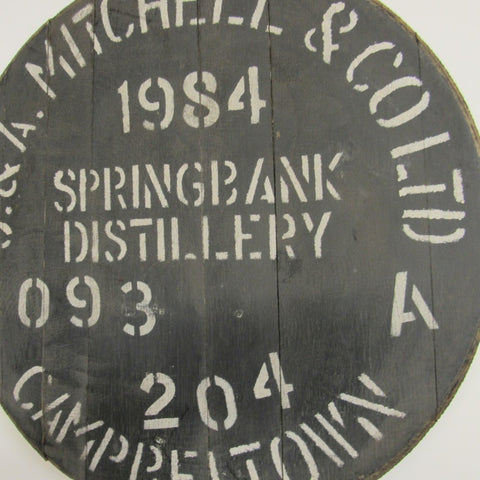 J. & A. MITCHELL & CO LTD
1984
SPRINGBANK
DISTILLERY
093 A
204
CAMPBELTOWN